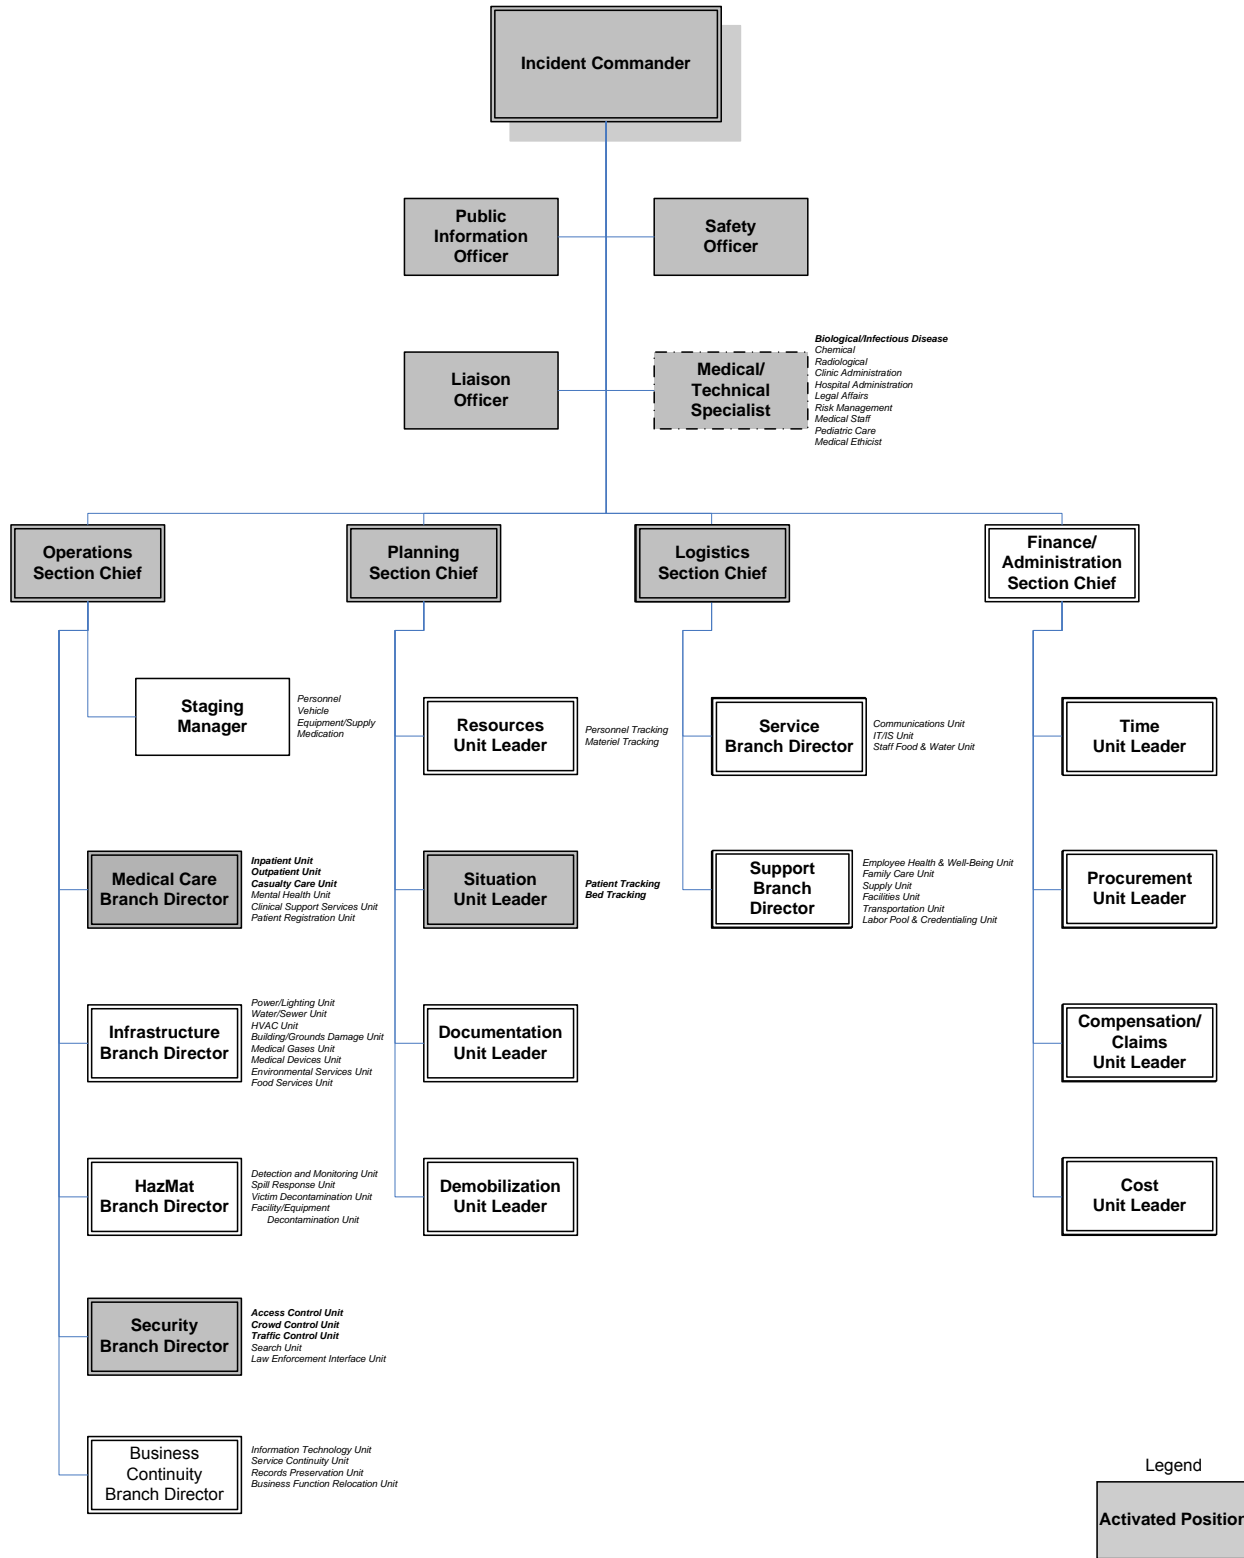 Incident Commander
Public
Information
Officer
Safety
Officer
Liaison
Officer
Medical/
Technical
Specialist
Biological/Infectious Disease
Chemical
Radiological
Clinic Administration
Hospital Administration
Legal Affairs
Risk Management
Medical Staff
Pediatric Care
Medical Ethicist
Operations
Section Chief
Planning
Section Chief
Logistics
Section Chief
Finance/
Administration
Section Chief
Staging
Manager
Personnel
Vehicle
Equipment/Supply
Medication
Resources
Unit Leader
Personnel Tracking
Materiel Tracking
Service
Branch Director
Communications Unit
IT/IS Unit
Staff Food & Water Unit
Time
Unit Leader
Medical Care
Branch Director
Inpatient Unit
Outpatient Unit
Casualty Care Unit
Mental Health Unit
Clinical Support Services Unit
Patient Registration Unit
Situation
Unit Leader
Patient Tracking
Bed Tracking
Support
Branch
Director
Employee Health & Well-Being Unit
Family Care Unit
Supply Unit
Facilities Unit
Transportation Unit
Labor Pool & Credentialing Unit
Procurement
Unit Leader
Infrastructure
Branch Director
Power/Lighting Unit
Water/Sewer Unit
HVAC Unit
Building/Grounds Damage Unit
Medical Gases Unit
Medical Devices Unit
Environmental Services Unit
Food Services Unit
Documentation
Unit Leader
Compensation/
Claims
Unit Leader
HazMat
Branch Director
Detection and Monitoring Unit
Spill Response Unit
Victim Decontamination Unit
Facility/Equipment
Decontamination Unit
Demobilization
Unit Leader
Cost
Unit Leader
Security
Branch Director
Access Control Unit
Crowd Control Unit
Traffic Control Unit
Search Unit
Law Enforcement Interface Unit
Business
Continuity
Branch Director
Information Technology Unit
Service Continuity Unit
Records Preservation Unit
Business Function Relocation Unit
Legend
Activated Position